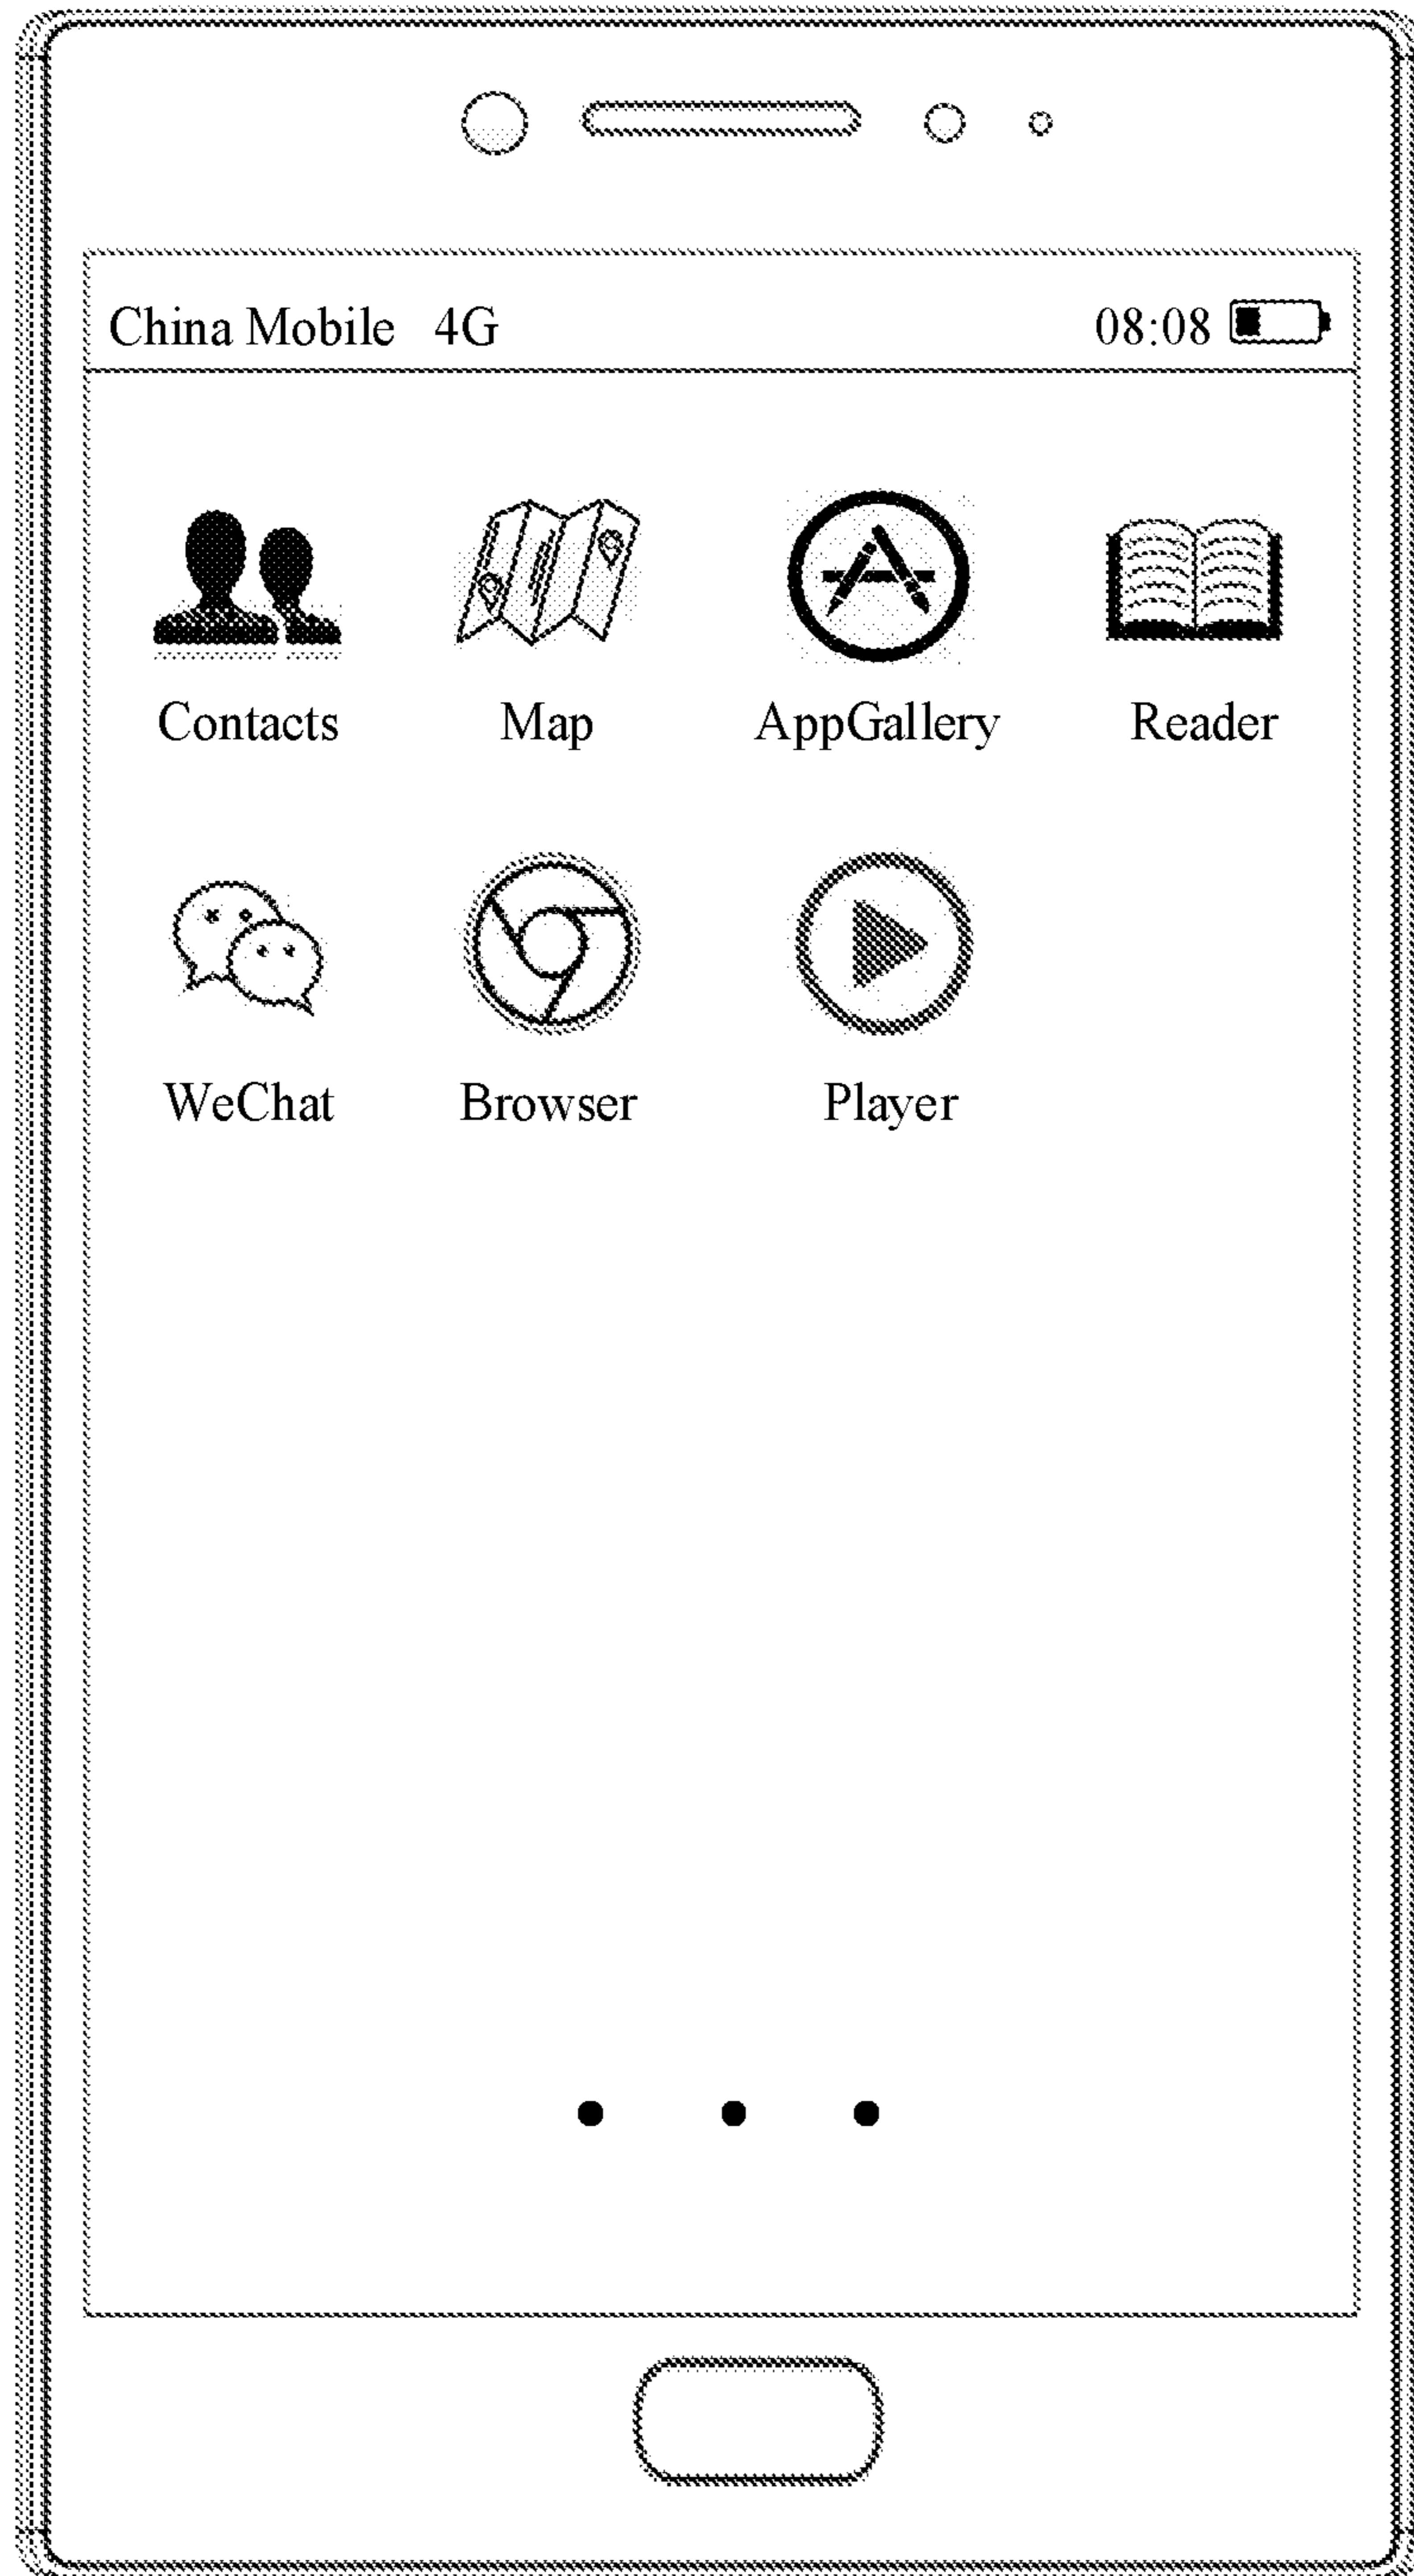 China Mobile 4G 08:08
Contacts Map AppGallery Reader
WeChat Browser Player